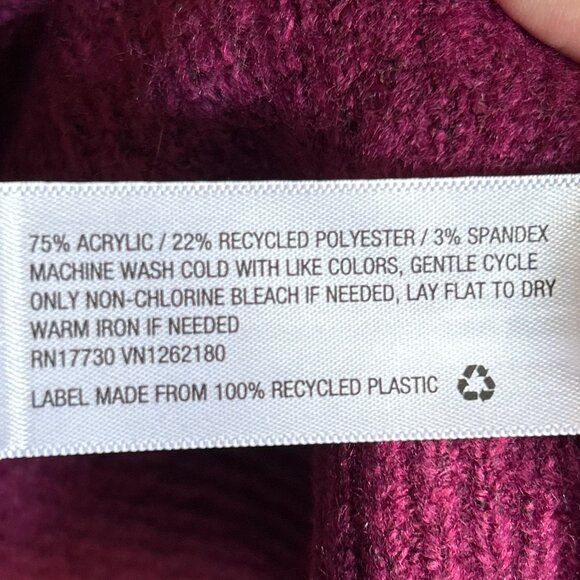 75% ACRYLIC / 22% RECYCLED POLYESTER / 3% SPANDEX
MACHINE WASH COLD WITH LIKE COLORS, GENTLE CYCLE
ONLY NON-CHLORINE BLEACH IF NEEDED, LAY FLAT TO DRY
WARM IRON IF NEEDED
RN17730 VN1262180
LABEL MADE FROM 100% RECYCLED PLASTIC